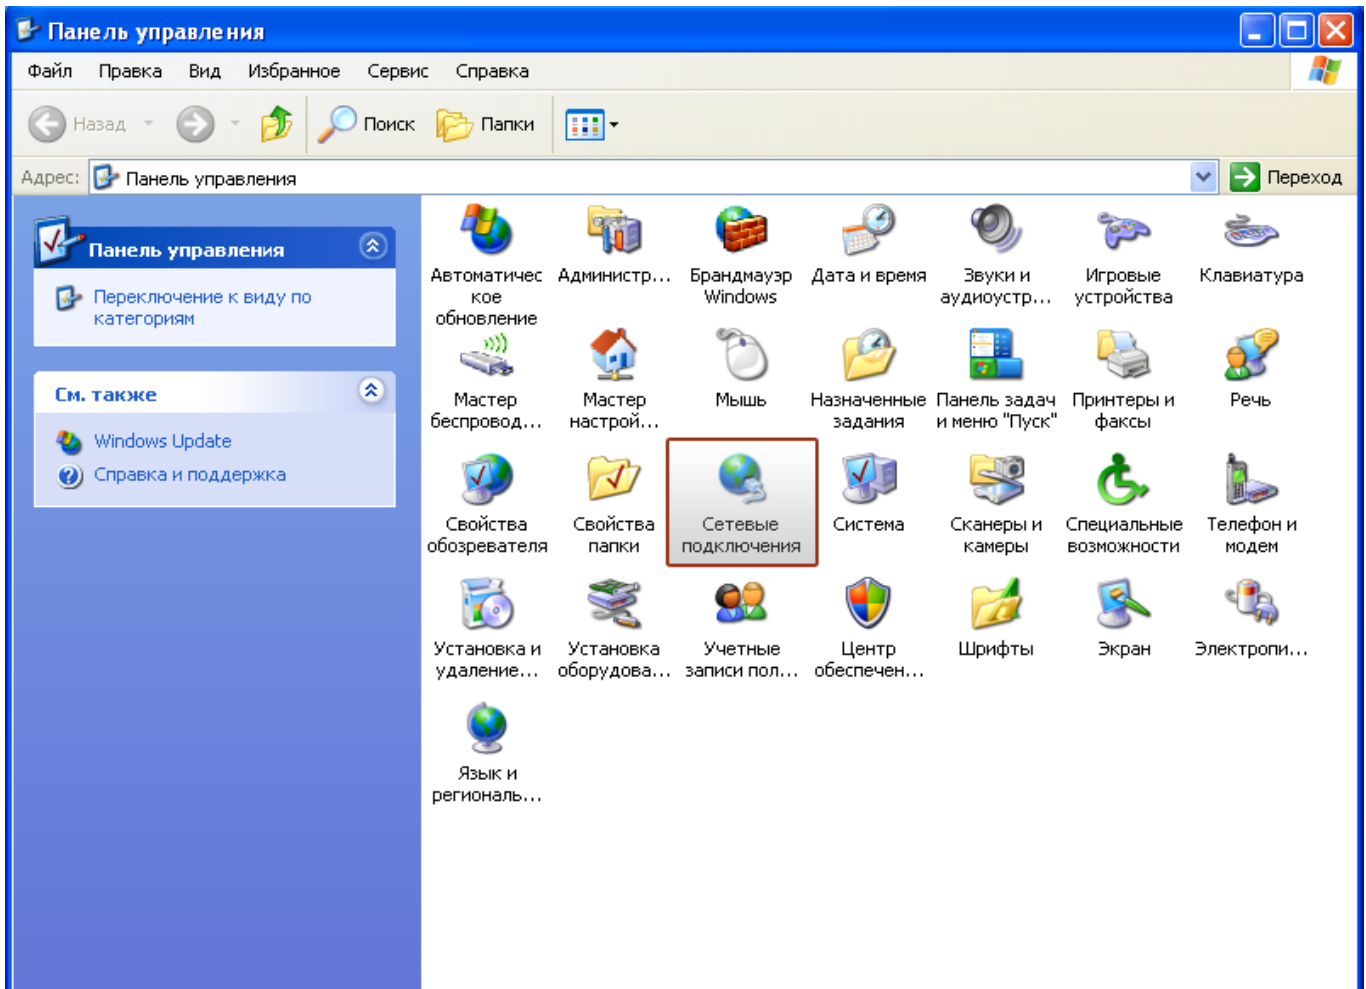 Панель управления
Файл Правка Вид Избранное Сервис Справка
Назад Поиск Папки
Адрес: Панель управления Переход
Панель управления
Переключение к виду по
категориям
См. также
Windows Update
Справка и поддержка
Автоматичес
кое
обновление
Администр...
Брандмауэр
Windows
Дата и время
Звуки и
аудиоустр...
Игровые
устройства
Клавиатура
Мастер
беспровод...
Мастер
настрой...
Мышь
Назначенные
задания
Панель задач
и меню "Пуск"
Принтеры и
факсы
Речь
Свойства
обозревателя
Свойства
папки
Сетевые
подключения
Система
Сканеры и
камеры
Специальные
возможности
Телефон и
модем
Установка и
удаление...
Установка
оборудова...
Учетные
записи пол...
Центр
обеспечен...
Шрифты
Экран
Электропи...
Язык и
региональ...